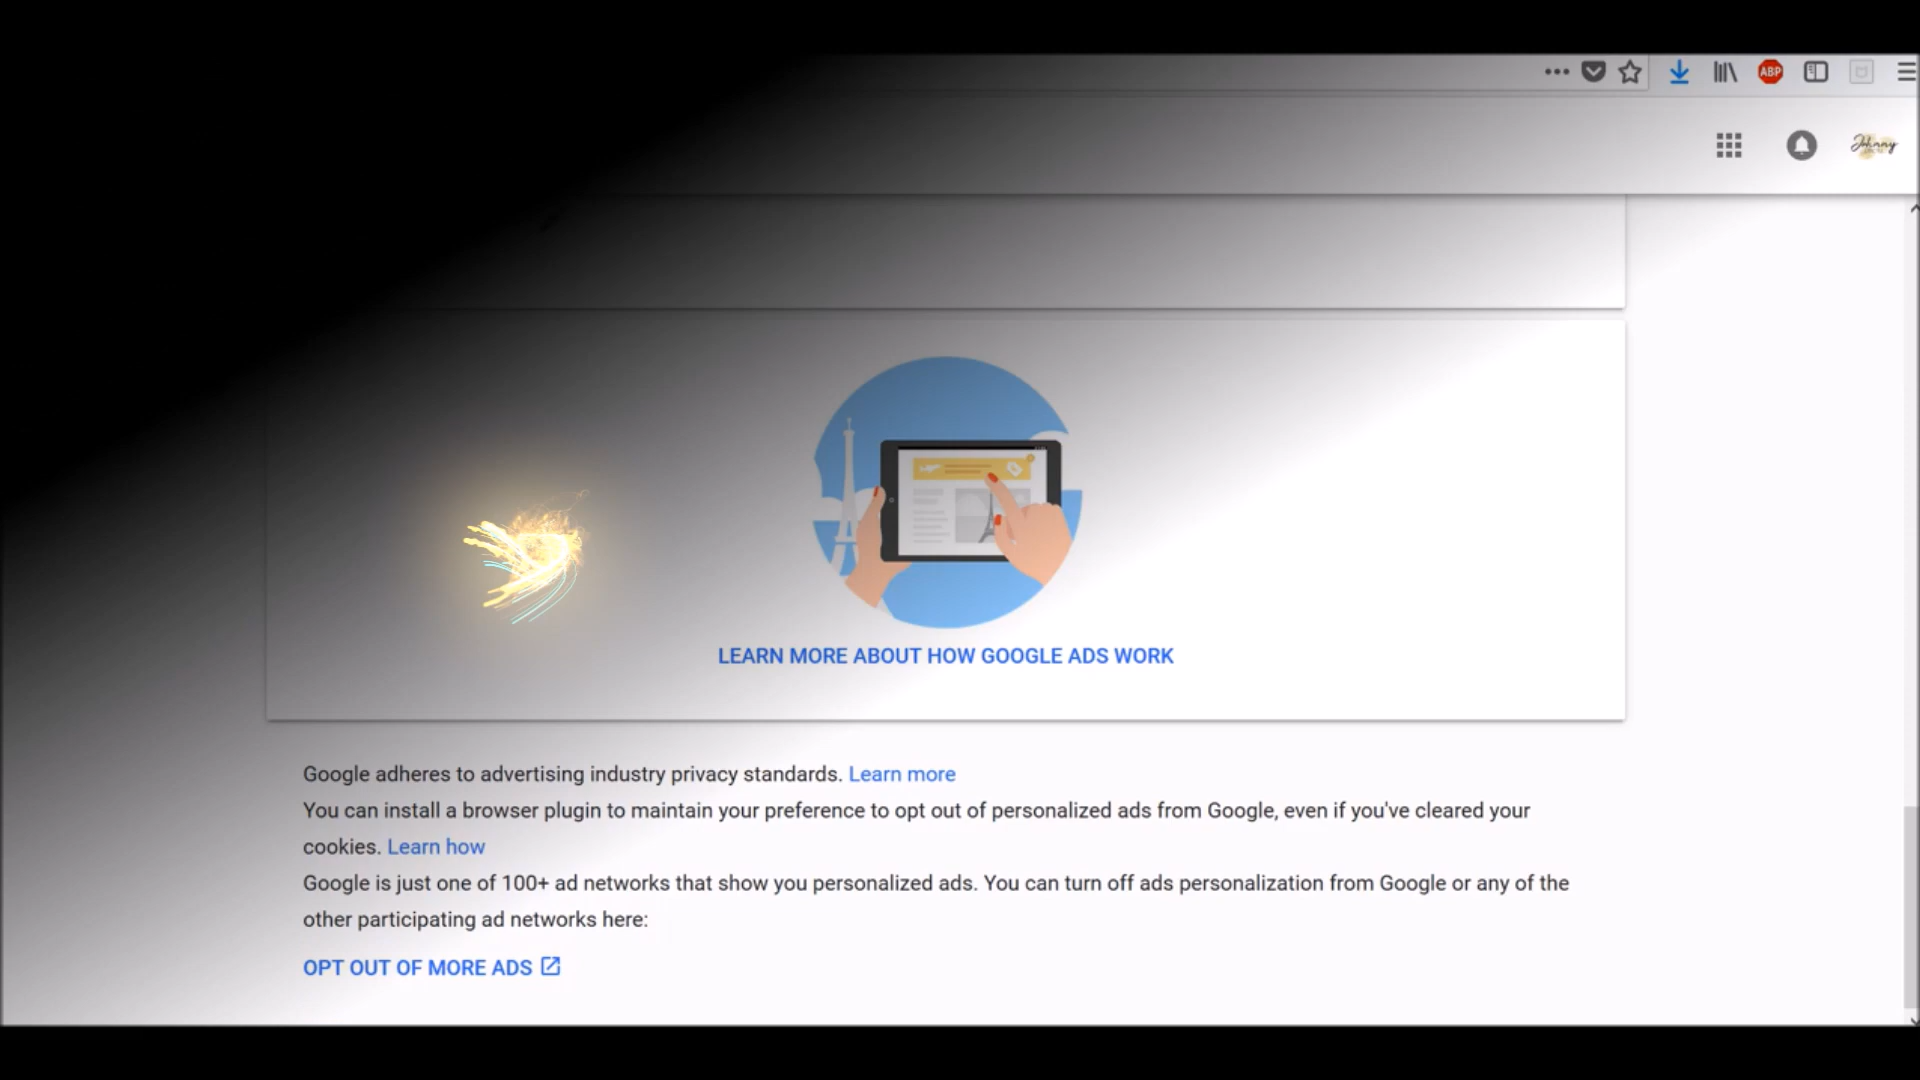 ABP
Johnny
LEARN MORE ABOUT HOW GOOGLE ADS WORK
Google adheres to advertising industry privacy standards. Learn more
You can install a browser plugin to maintain your preference to opt out of personalized ads from Google, even if you've cleared your
cookies. Learn how
Google is just one of 100+ ad networks that show you personalized ads. You can turn off ads personalization from Google or any of the
other participating ad networks here:
OPT OUT OF MORE ADS